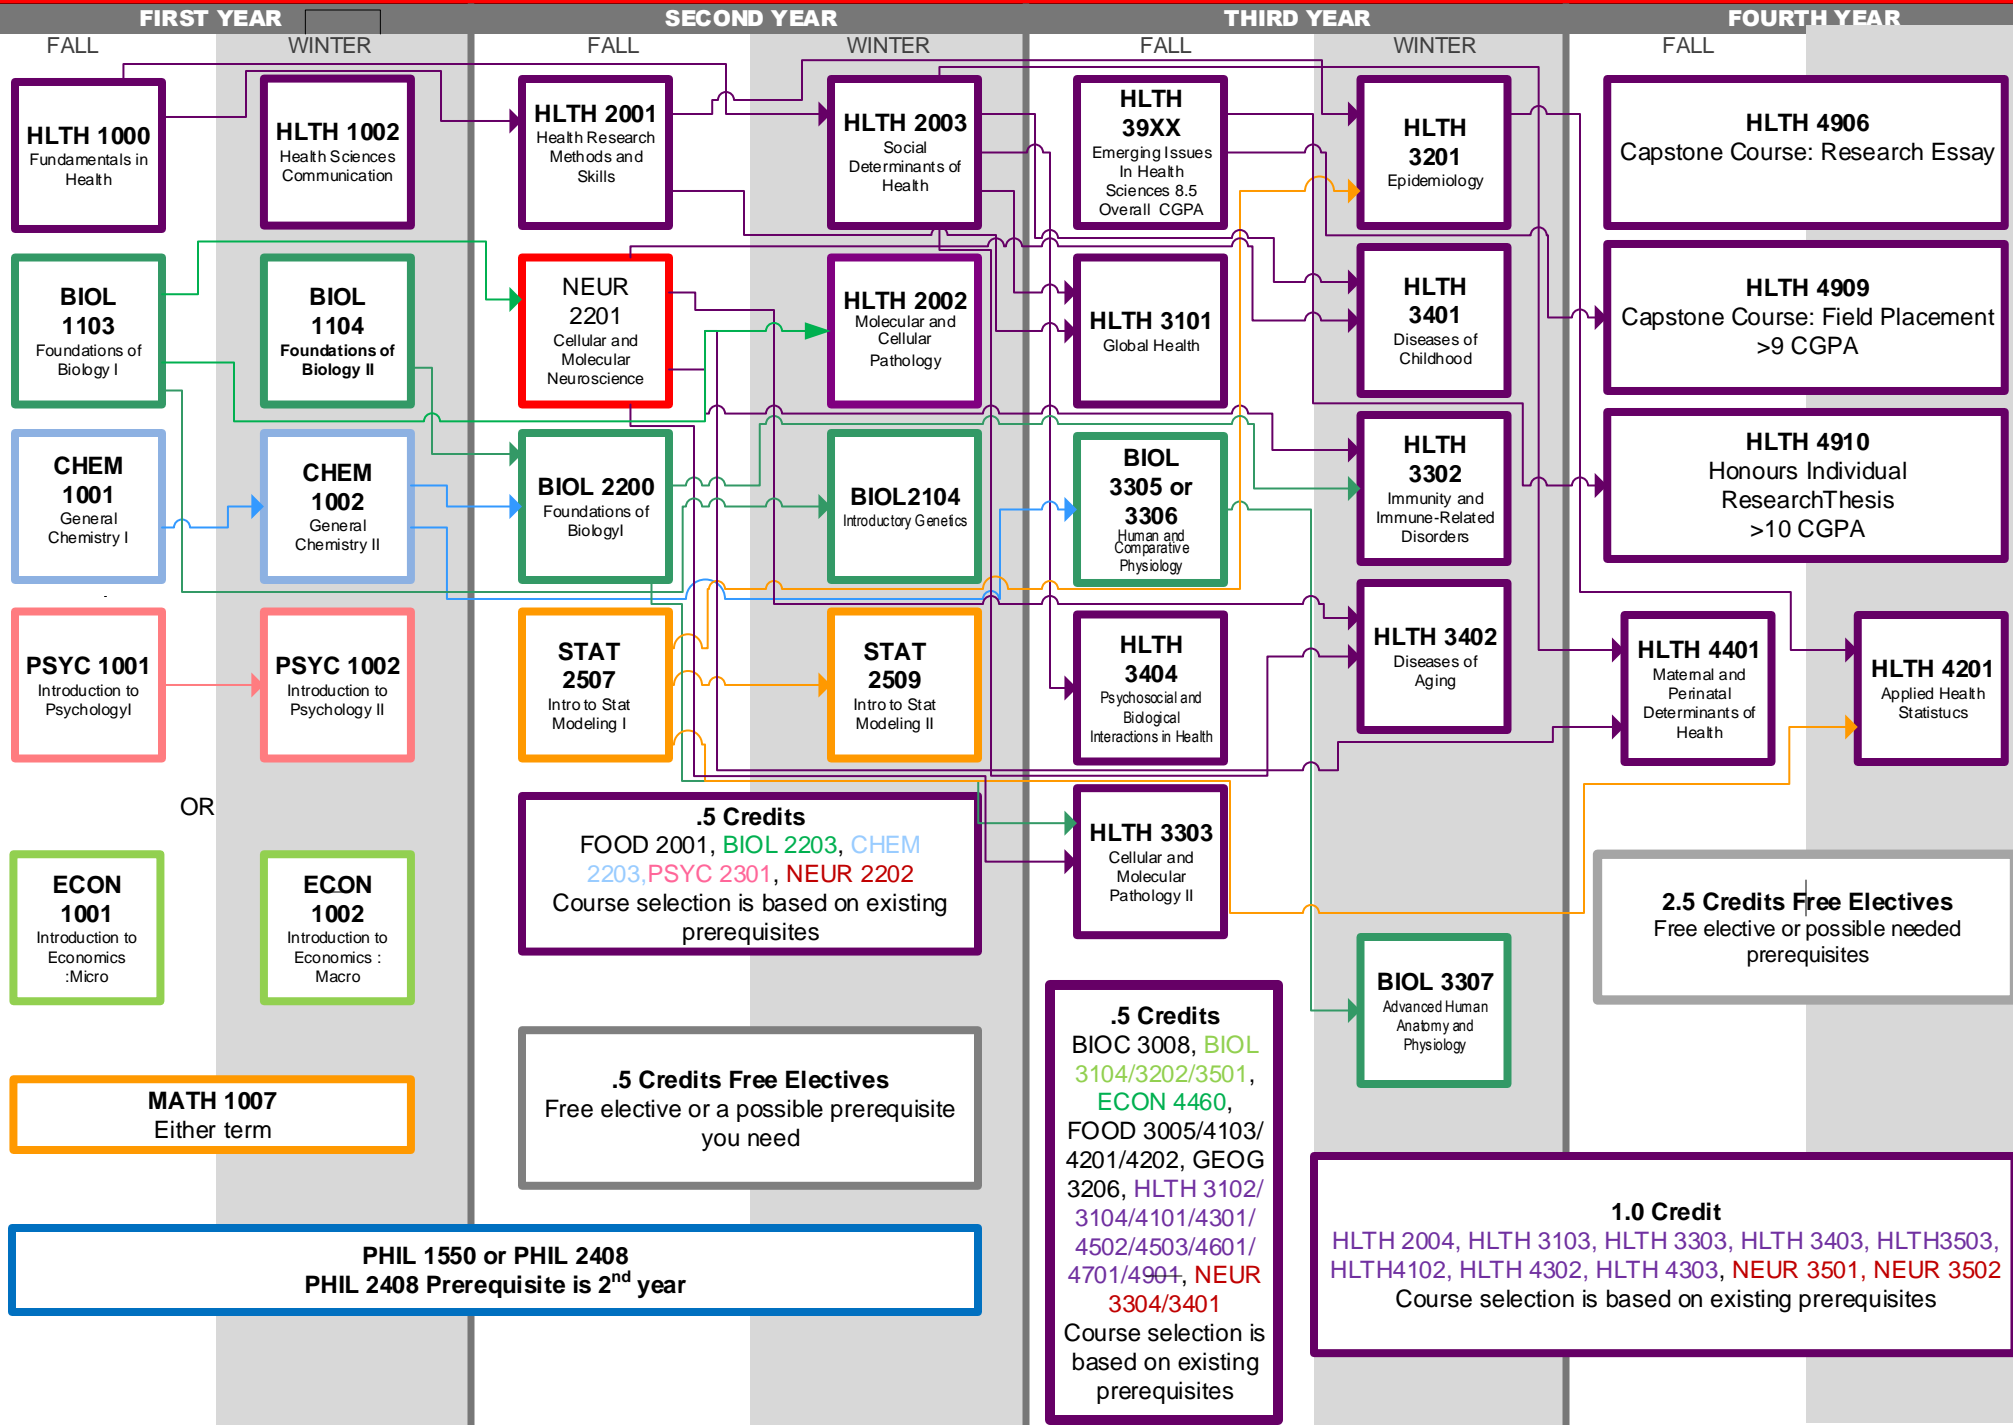 FIRST YEAR
SECOND YEAR
THIRD YEAR
FOURTH YEAR
FALL
WINTER
FALL
WINTER
FALL
WINTER
FALL
HLTH 1000
Fundamentals in
Health
HLTH 1002
Health Sciences
Communication
HLTH 2001
Health Research
Methods and
Skills
HLTH 2003
Social
Determinants of
Health
HLTH
39XX
Emerging Issues
In Health
Sciences 8.5
Overall CGPA
HLTH
3201
Epidemiology
HLTH 4906
Capstone Course: Research Essay
BIOL
1103
Foundations of
Biology I
BIOL
1104
Foundations of
Biology II
NEUR
2201
Cellular and
Molecular
Neuroscience
HLTH 2002
Molecular and
Cellular
Pathology
HLTH 3101
Global Health
HLTH
3401
Diseases of
Childhood
HLTH 4909
Capstone Course: Field Placement
>9 CGPA
CHEM
1001
General
Chemistry I
CHEM
1002
General
Chemistry II
BIOL 2200
Foundations of
BiologyI
BIOL2104
Introductory Genetics
BIOL
3305 or
3306
Human and
Comparative
Physiology
HLTH
3302
Immunity and
Immune-Related
Disorders
HLTH 4910
Honours Individual
ResearchThesis
>10 CGPA
.
PSYC 1001
Introduction to
PsychologyI
PSYC 1002
Introduction to
Psychology II
STAT
2507
Intro to Stat
Modeling I
STAT
2509
Intro to Stat
Modeling II
HLTH
3404
Psychosocial and
Biological
Interactions in Health
HLTH 3402
Diseases of
Aging
HLTH 4401
Maternal and
Perinatal
Determinants of
Health
HLTH 4201
Applied Health
Statistucs
OR
.5 Credits
FOOD 2001, BIOL 2203, CHEM
2203,PSYC 2301, NEUR 2202
Course selection is based on existing
prerequisites
HLTH 3303
Cellular and
Molecular
Pathology II
ECON
1001
Introduction to
Economics
:Micro
ECON
1002
Introduction to
Economics :
Macro
2.5 Credits Free Electives
Free elective or possible needed
prerequisites
BIOL 3307
Advanced Human
Anatomy and
Physiology
.5 Credits
BIOC 3008, BIOL
3104/3202/3501,
ECON 4460,
FOOD 3005/4103/
4201/4202, GEOG
3206, HLTH 3102/
3104/4101/4301/
4502/4503/4601/
4701/4901, NEUR
3304/3401
Course selection is
based on existing
prerequisites
.5 Credits Free Electives
Free elective or a possible prerequisite
you need
MATH 1007
Either term
1.0 Credit
HLTH 2004, HLTH 3103, HLTH 3303, HLTH 3403, HLTH3503,
HLTH4102, HLTH 4302, HLTH 4303, NEUR 3501, NEUR 3502
Course selection is based on existing prerequisites
PHIL 1550 or PHIL 2408
PHIL 2408 Prerequisite is 2nd year